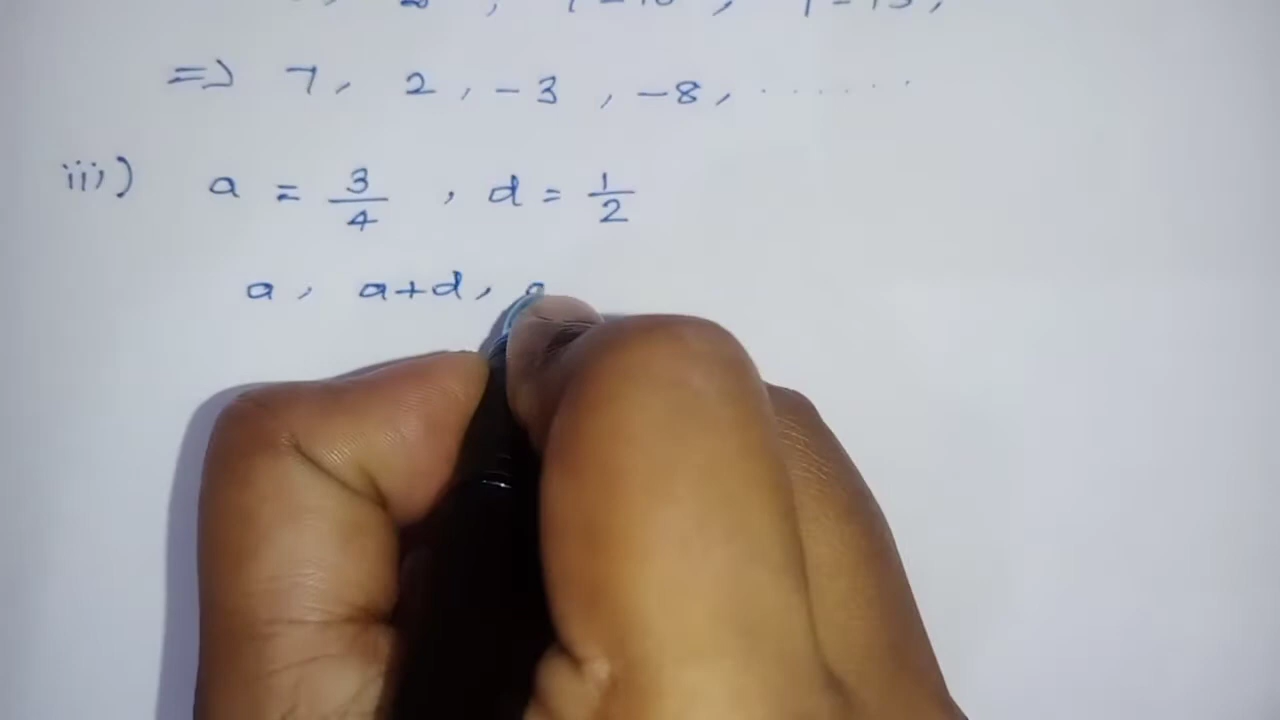 => 7, 2, -3, -8, .......
iii) a = 3/4, d = 1/2
a, a+d, a